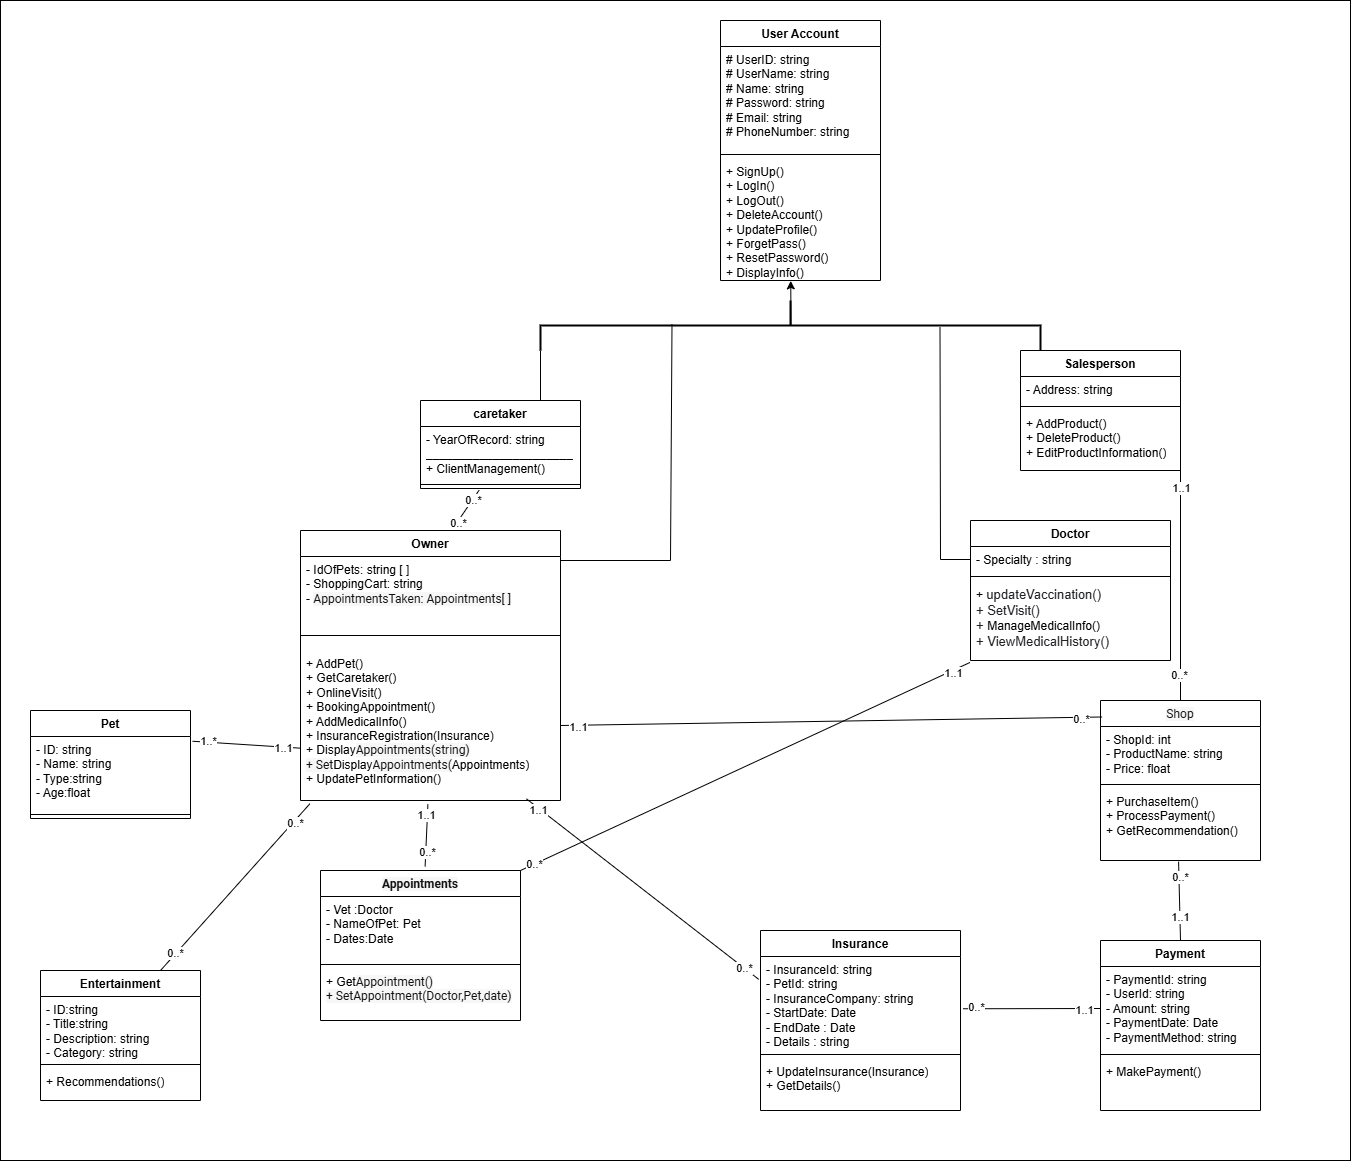 User Account
# UserID: string
# UserName: string
# Name: string
# Password: string
# Email: string
# PhoneNumber: string
+ SignUp()
+ LogIn()
+ LogOut()
+ DeleteAccount()
+ UpdateProfile()
+ ForgetPass()
+ ResetPassword()
+ DisplayInfo()
caretaker
- YearOfRecord: string
+ ClientManagement()
0..*
0..*
Salesperson
- Address: string
+ AddProduct()
+ DeleteProduct()
+ EditProductInformation()
1..1
0..*
Owner
- IdOfPets: string [ ]
- ShoppingCart: string
- AppointmentsTaken: Appointments[ ]
+ AddPet()
+ GetCaretaker()
+ OnlineVisit()
+ BookingAppointment()
+ AddMedicalInfo()
+ InsuranceRegistration(Insurance)
+ DisplayAppointments(string)
+ SetDisplayAppointments(Appointments)
+ UpdatePetInformation()
Doctor
- Specialty : string
+ updateVaccination()
+ SetVisit()
+ ManageMedicalInfo()
+ ViewMedicalHistory()
1..1
0..*
Pet
- ID: string
- Name: string
- Type:string
- Age:float
1..*
1..1
1..1
0..*
Shop
- ShopId: int
- ProductName: string
- Price: float
+ PurchaseItem()
+ ProcessPayment()
+ GetRecommendation()
0..*
1..1
0..*
0..*
1..1
0..*
1..1
0..*
Appointments
- Vet :Doctor
- NameOfPet: Pet
- Dates:Date
+ GetAppointment()
+ SetAppointment(Doctor,Pet,date)
Entertainment
- ID:string
- Title:string
- Description: string
- Category: string
+ Recommendations()
Insurance
- InsuranceId: string
- PetId: string
- InsuranceCompany: string
- StartDate: Date
- EndDate : Date
- Details : string
+ UpdateInsurance(Insurance)
+ GetDetails()
0..*
1..1
Payment
- PaymentId: string
- UserId: string
- Amount: string
- PaymentDate: Date
- PaymentMethod: string
+ MakePayment()